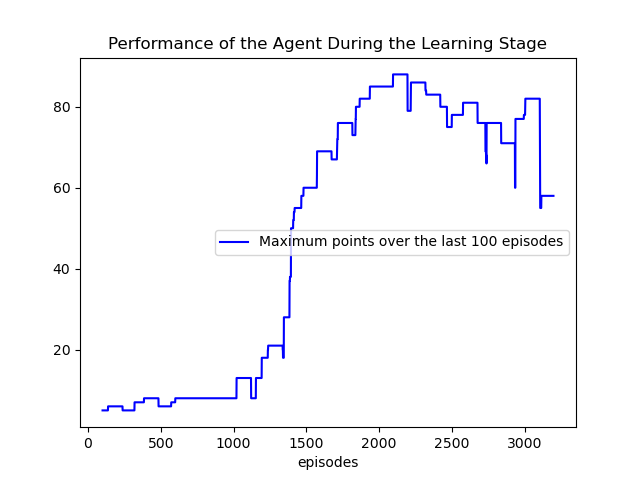 Performance of the Agent During the Learning Stage
80
60
Maximum points over the last 100 episodes
40
20
0 500 1000 1500 2000 2500 3000
episodes